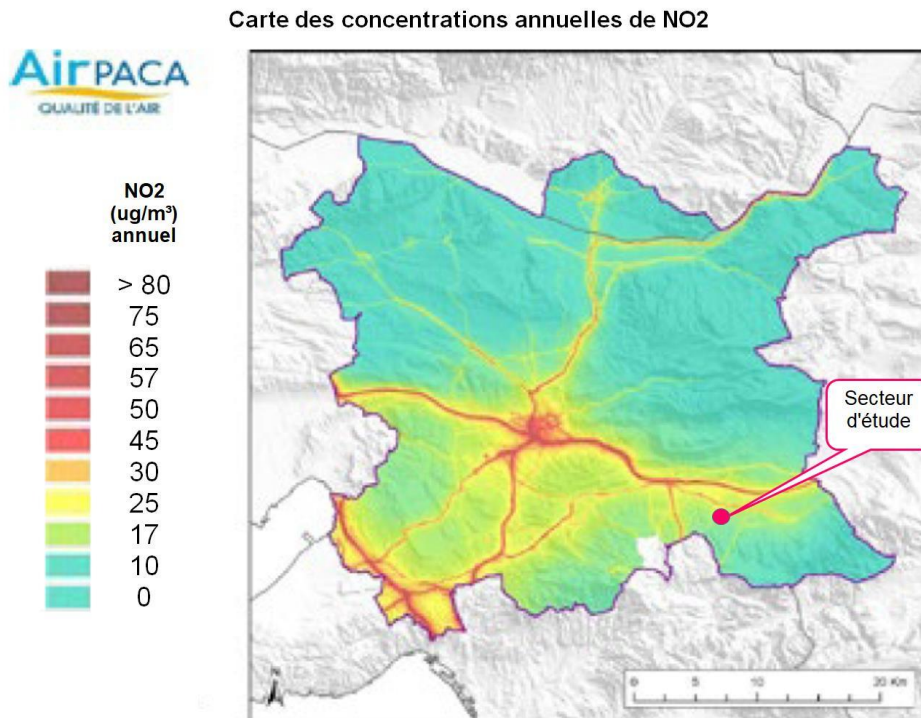 Carte des concentrations annuelles de NO2
AirPACA
QUALITÉ DE L'AIR
NO2
(ug/m³)
annuel
> 80
75
65
57
50
45
30
25
17
10
0
Secteur
d'étude
N
0 5 10 20 Km